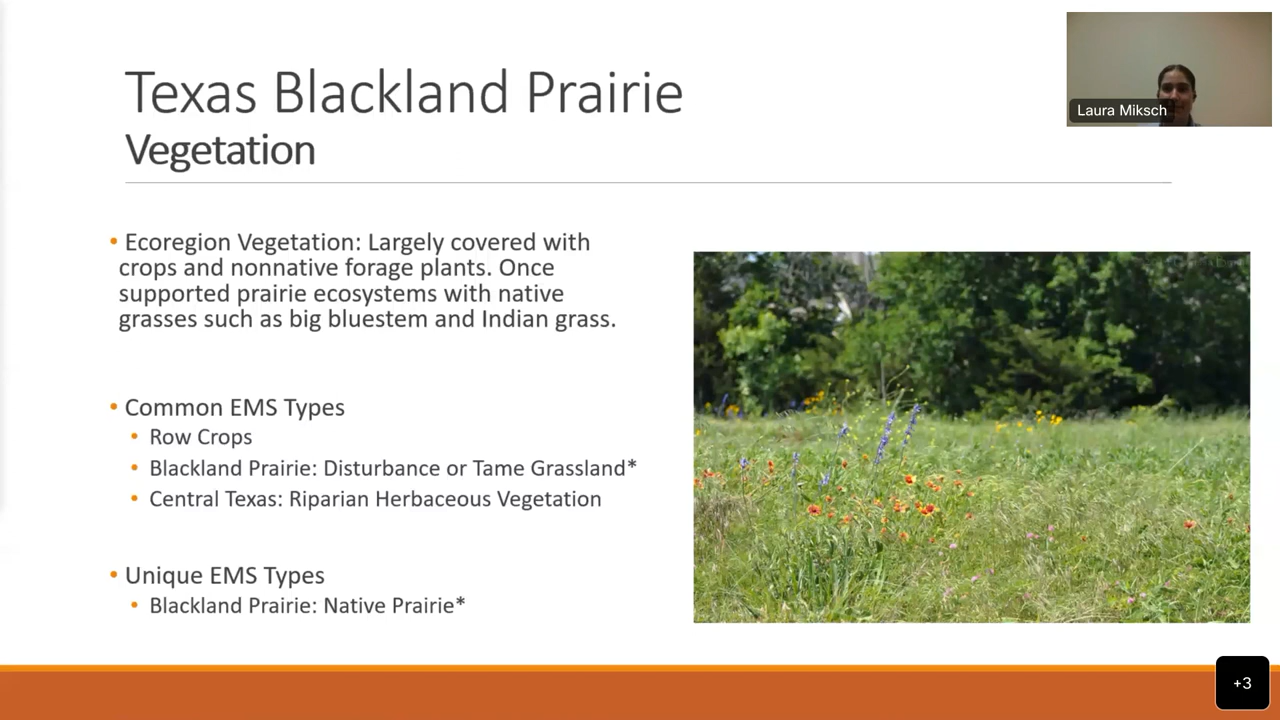 Texas Blackland Prairie
Vegetation
Laura Miksch
• Ecoregion Vegetation: Largely covered with
crops and nonnative forage plants. Once
supported prairie ecosystems with native
grasses such as big bluestem and Indian grass.
• Common EMS Types
• Row Crops
• Blackland Prairie: Disturbance or Tame Grassland*
• Central Texas: Riparian Herbaceous Vegetation
• Unique EMS Types
• Blackland Prairie: Native Prairie*
+3